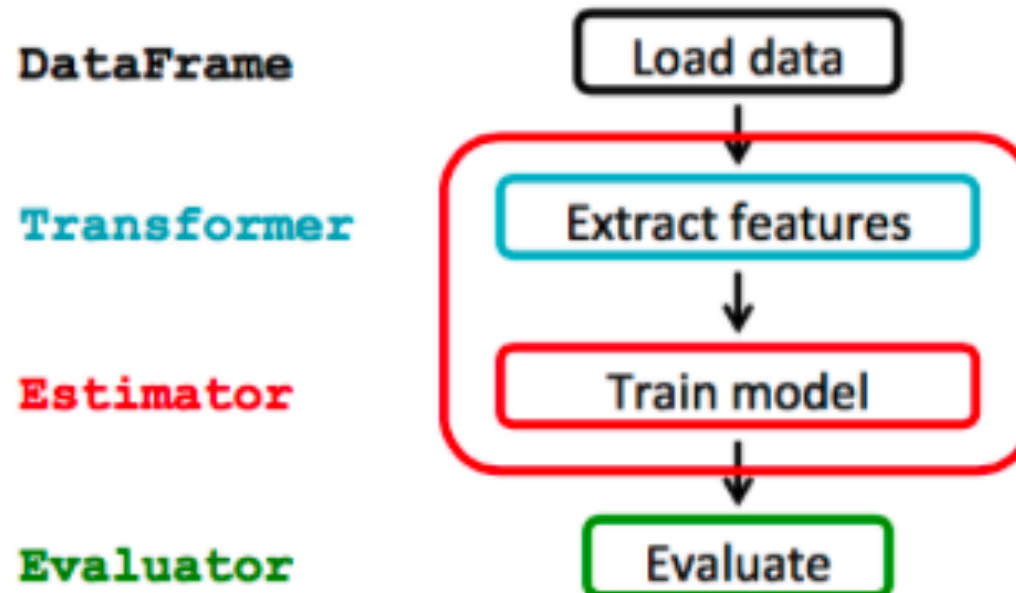 DataFrame
Load data
Transformer
Extract features
Estimator
Train model
Evaluator
Evaluate